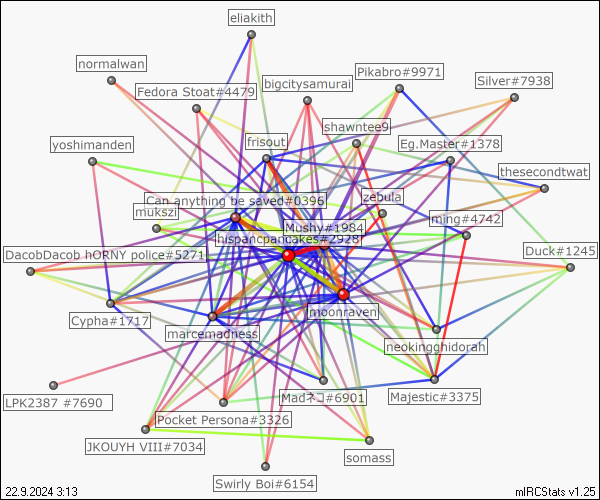 eliakith
normalwan
Pikabro#9971
Silver#7938
bigcitysamurai
Fedora Stoat#4479
shawntee9
frisout
Eg.Master#1378
yoshimanden
thesecondtwat
zebula
Can anything be saved#0396
mukszi
ming#4742
Mushy#1984
hispancpancakes#2928
DacobDacob hORNY police#5271
Duck#1245
moonraven
Cypha#1717
marcemadness
neokingghidorah
LPK2387 #7690
Madネコ#6901
Majestic#3375
Pocket Persona#3326
JKOUYH VIII#7034
somass
Swirly Boi#6154
22.9.2024 3:13
mIRCStats v1.25